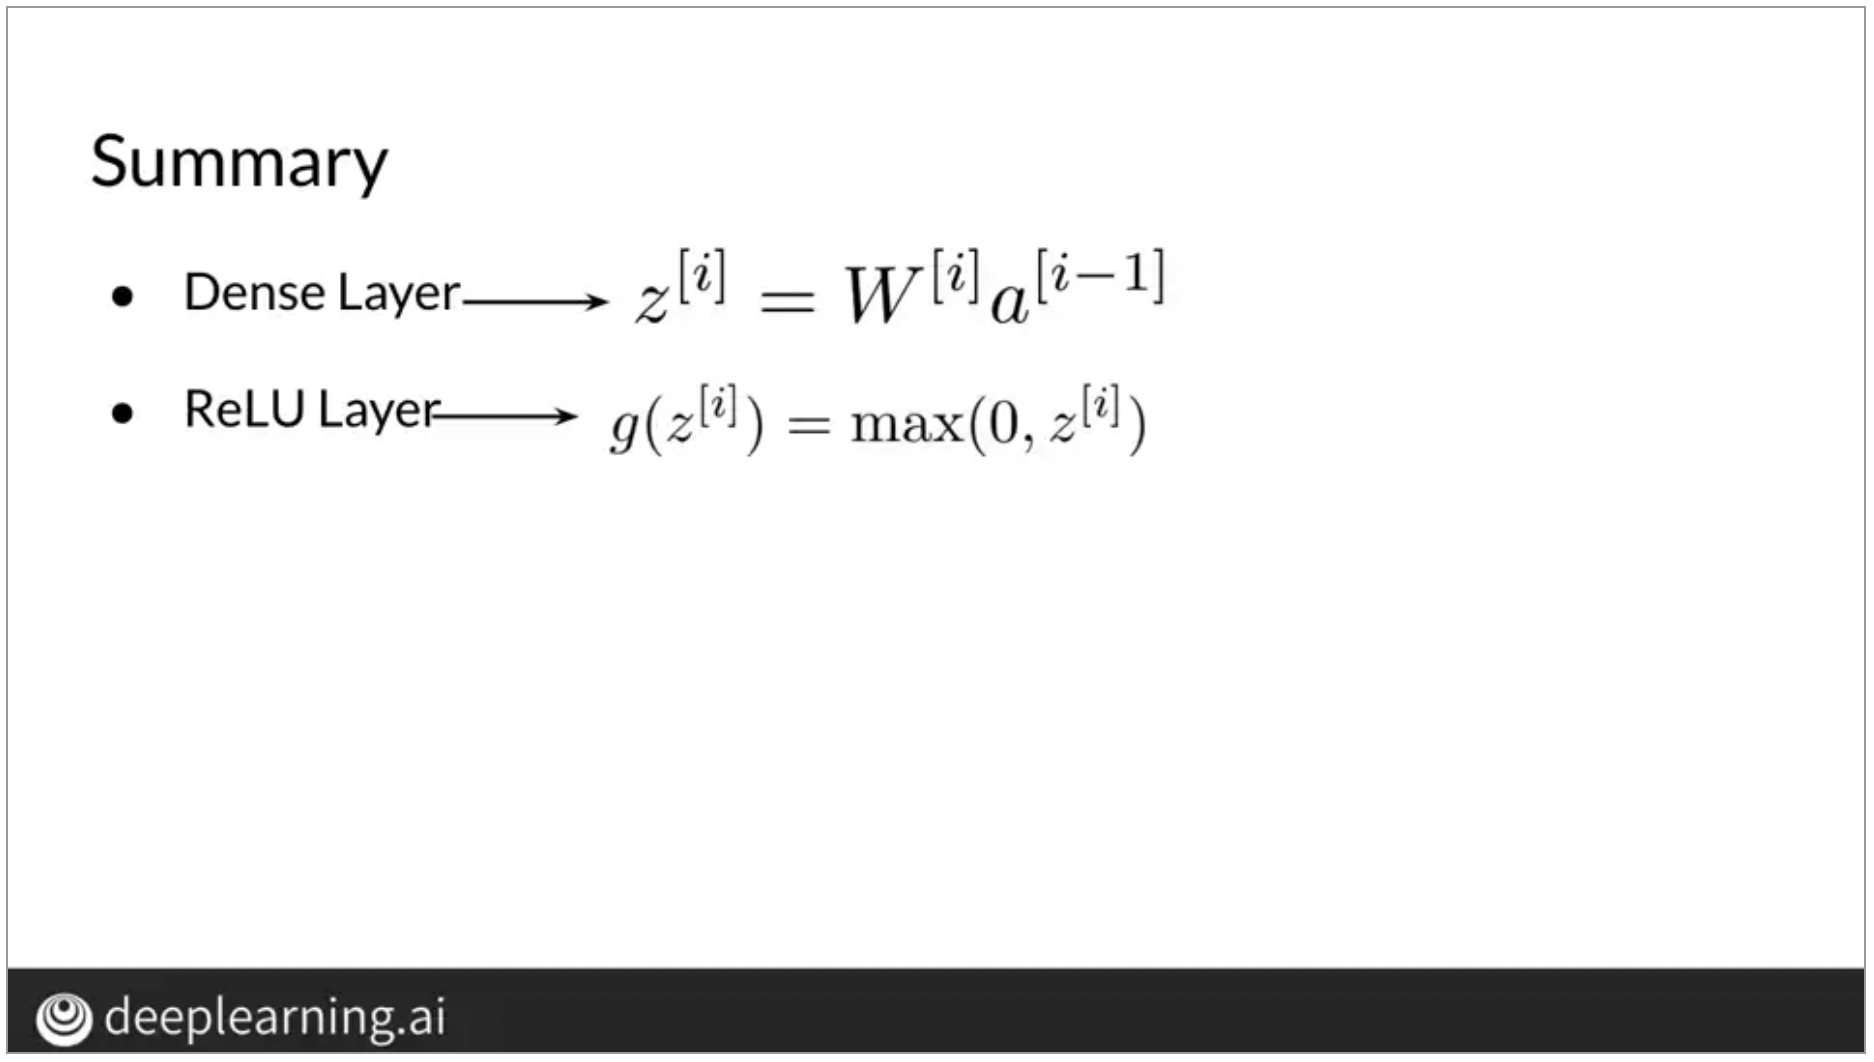 Summary
● Dense Layer → z^[i] = W^[i] a^[i−1]
● ReLU Layer → g(z^[i]) = max(0, z^[i])
deeplearning.ai